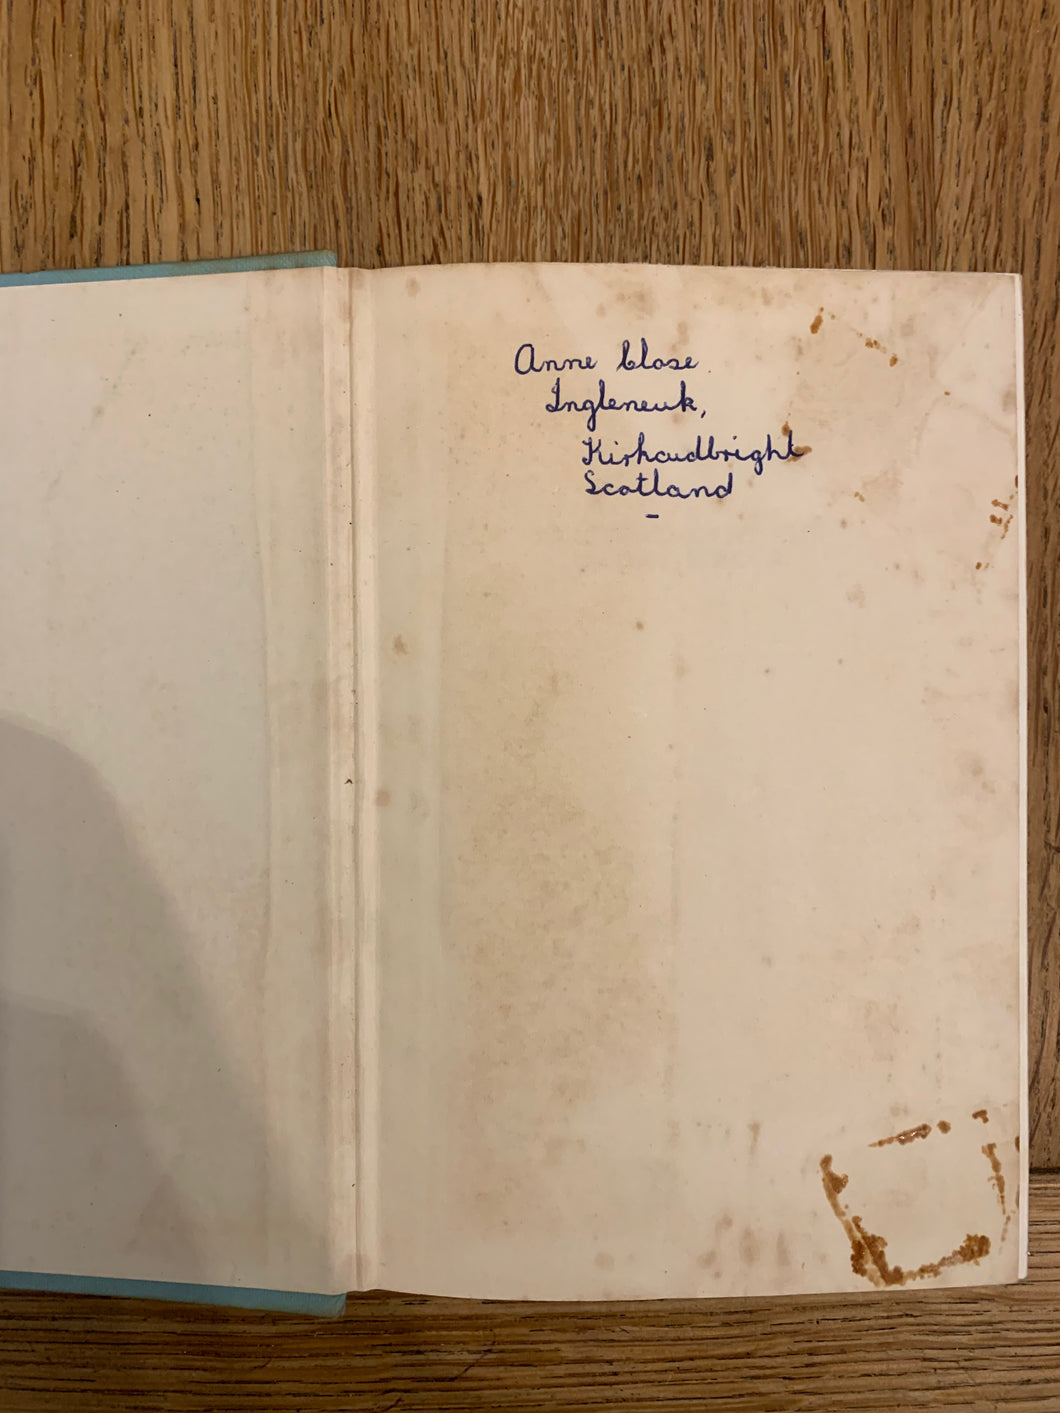 Anne Close
Ingleneuk,
Kirkcudbright
Scotland